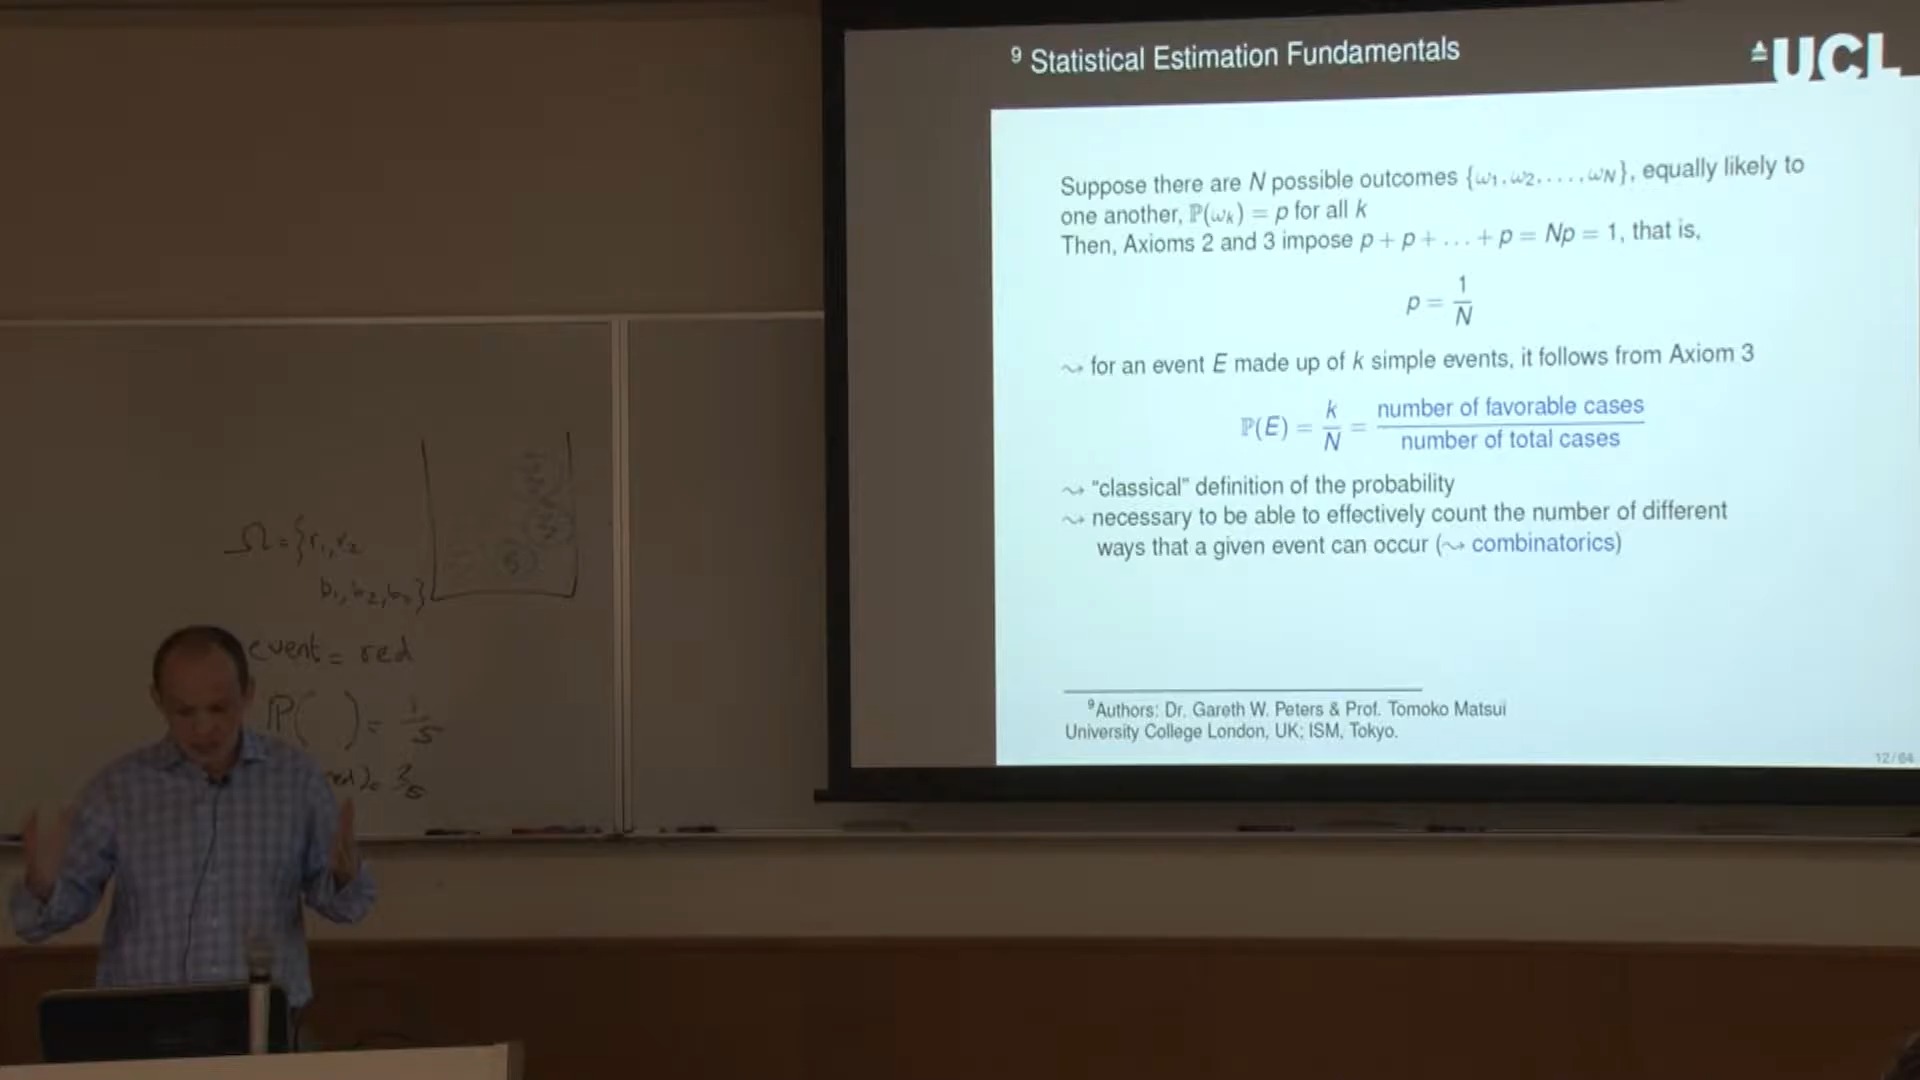 ⁹ Statistical Estimation Fundamentals
UCL
Suppose there are N possible outcomes {ω₁, ω₂, . . . , ω_N}, equally likely to
one another, ℙ(ω_k) = p for all k
Then, Axioms 2 and 3 impose p + p + . . . + p = Np = 1, that is,
p = 1/N
⇝ for an event E made up of k simple events, it follows from Axiom 3
ℙ(E) = k/N = number of favorable cases / number of total cases
⇝ "classical" definition of the probability
⇝ necessary to be able to effectively count the number of different
ways that a given event can occur (⇝ combinatorics)
⁹Authors: Dr. Gareth W. Peters & Prof. Tomoko Matsui
University College London, UK; ISM, Tokyo.
12/64
Ω = {r₁, r₂
b₁, b₂, b₃}
event = red
ℙ( ) = 1/5